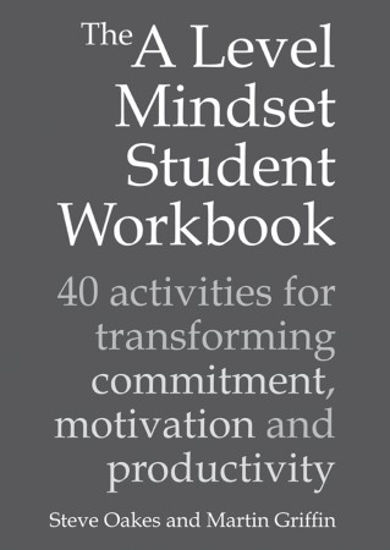 The A Level
Mindset
Student
Workbook
40 activities for
transforming
commitment,
motivation and
productivity
Steve Oakes and Martin Griffin